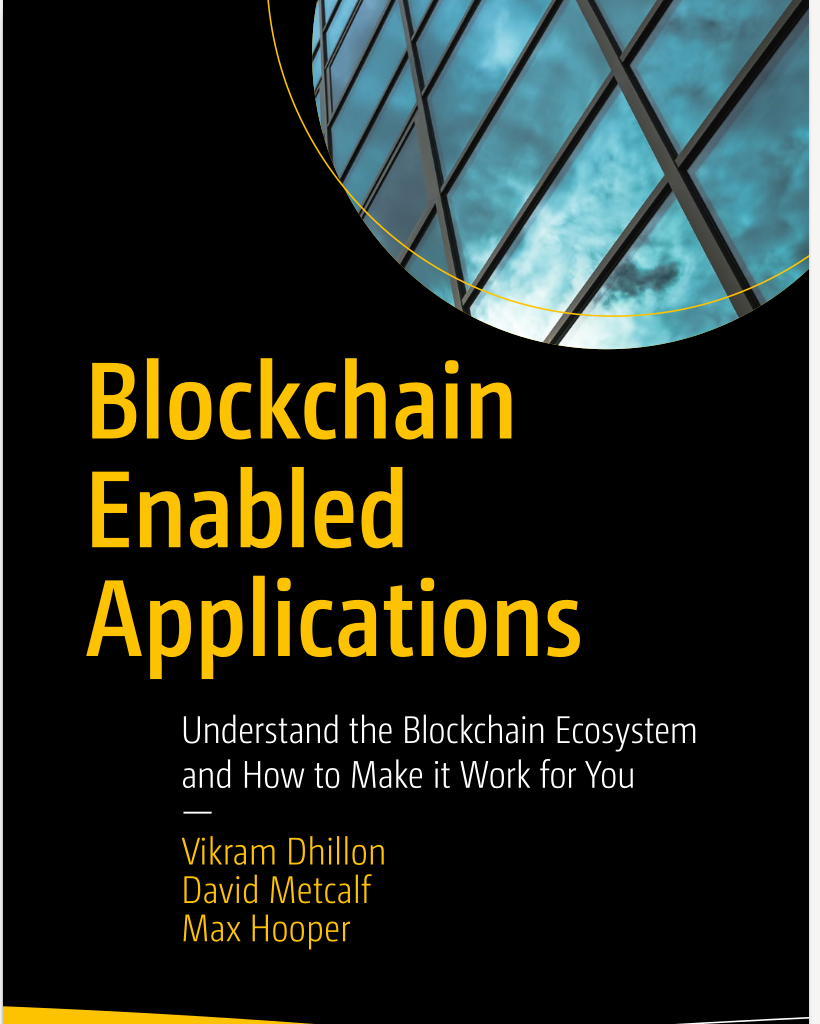 Blockchain
Enabled
Applications
Understand the Blockchain Ecosystem
and How to Make it Work for You
—
Vikram Dhillon
David Metcalf
Max Hooper